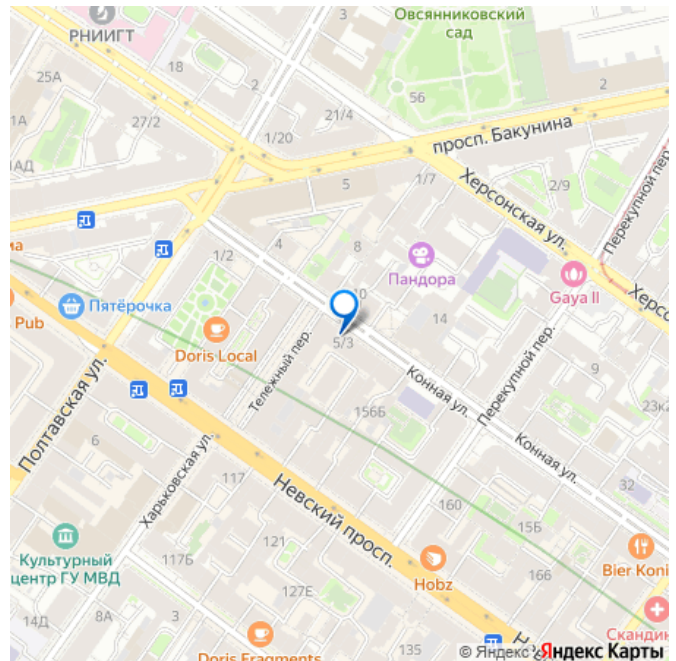 Овсянниковский
сад
РНИИГТ
3
18
2
25А
56
2
1А
27/2
21/4
1/20
просп. Бакунина
1АД
5
1/7
2/9
Херсонская ул.
Перекупной пер.
4
8
1/2
Пандора
Gaya II
Пятёрочка
10
14
Pub
Doris Local
5/3
Тележный пер.
Конная ул.
Перекупной пер.
9
Полтавская ул.
156Б
23к2
6
Конная ул.
Харьковская ул.
117
32
Невский просп.
160
15Б
121
Культурный
центр ГУ МВД
117Б
Hobz
16б
Bier Koni
127Е
8А
3
14Д
Скандин
Doris Fragments
135
© Яндекс
Яндекс Карты